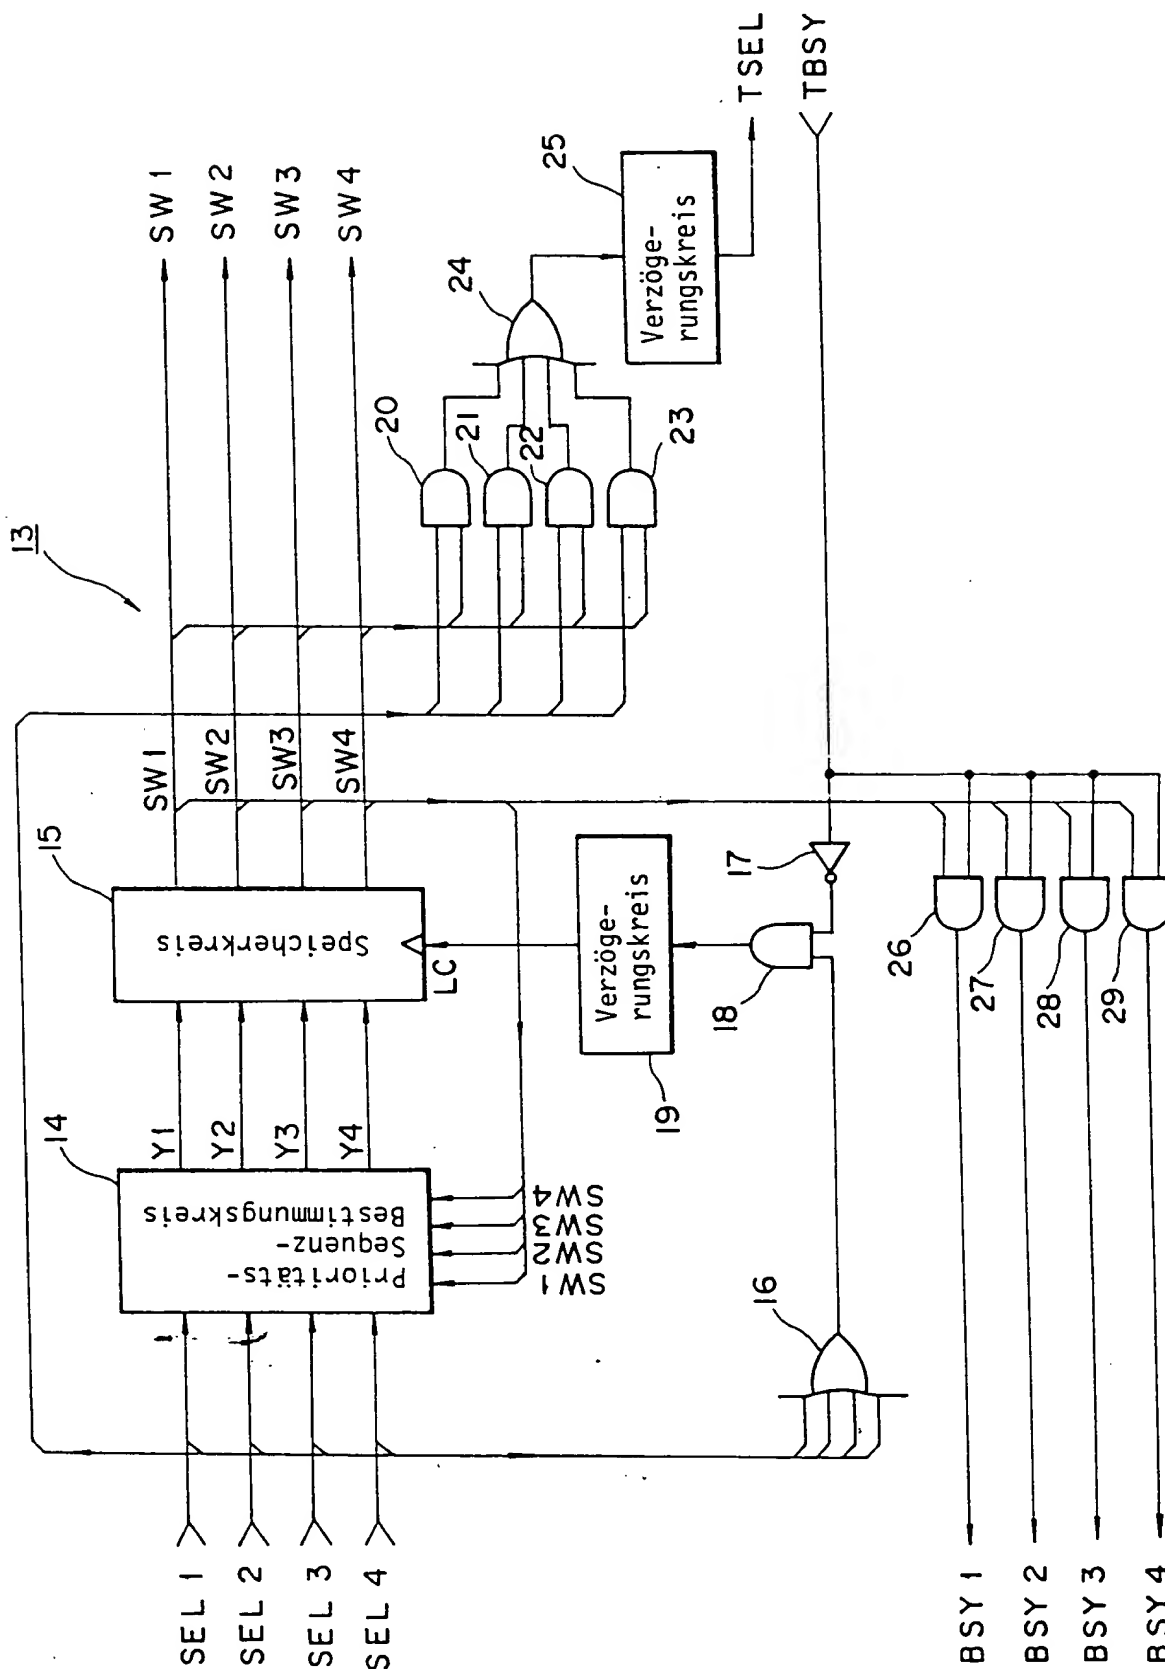 13
SEL 1
SEL 2
SEL 3
SEL 4
14
Prioritäts-
Sequenz-
Bestimmungskreis
SW1
SW2
SW3
SW4
Y1
Y2
Y3
Y4
15
Speicherkreis
LC
SW1
SW2
SW3
SW4
SW 1
SW 2
SW 3
SW 4
20
21
22
23
24
25
Verzöge-
rungskreis
TSEL
TBSY
16
17
18
19
Verzöge-
rungskreis
26
27
28
29
BSY 1
BSY 2
BSY 3
BSY 4